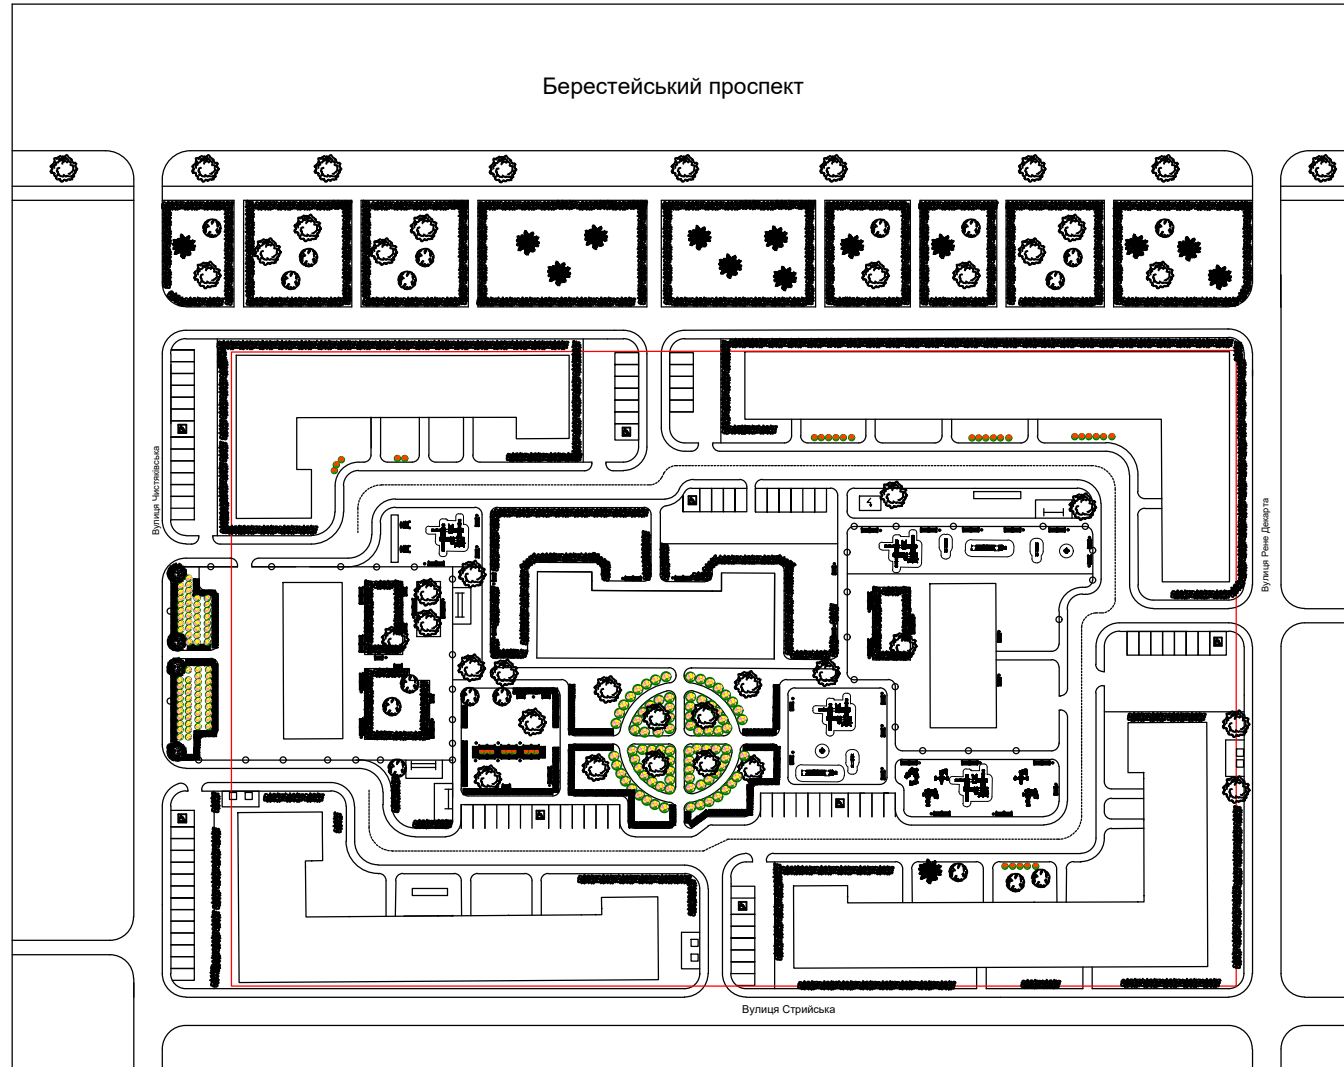 Берестейський проспект
Вулиця Чистяківська
Вулиця Рене Декарта
Вулиця Стрийська